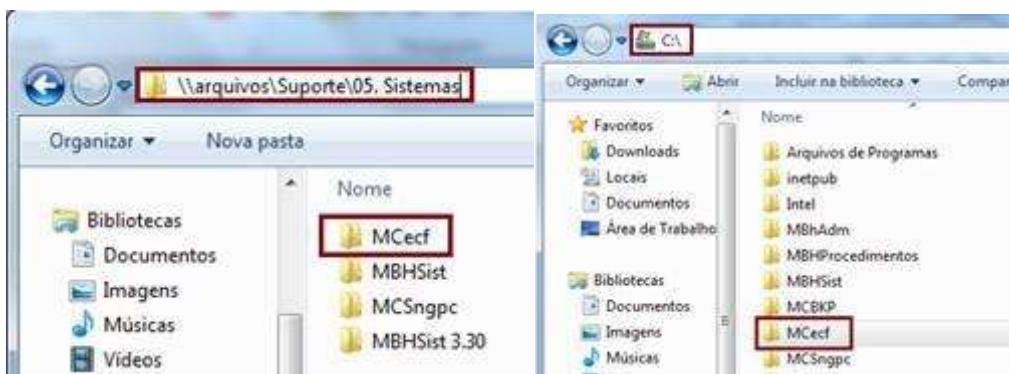 \\arquivos\Suporte\05. Sistemas
Organizar
Nova pasta
Nome
Bibliotecas
Documentos
Imagens
Músicas
Vídeos
MCecf
MBHSist
MCSngpc
MBHSist 3.30
C:\
Organizar
Abrir
Incluir na biblioteca
Compar
Favoritos
Downloads
Locais
Documentos
Área de Trabalho
Bibliotecas
Documentos
Imagens
Músicas
Nome
Arquivos de Programas
inetpub
Intel
MBhAdm
MBHProcedimentos
MBHSist
MCBKP
MCecf
MCSngpc